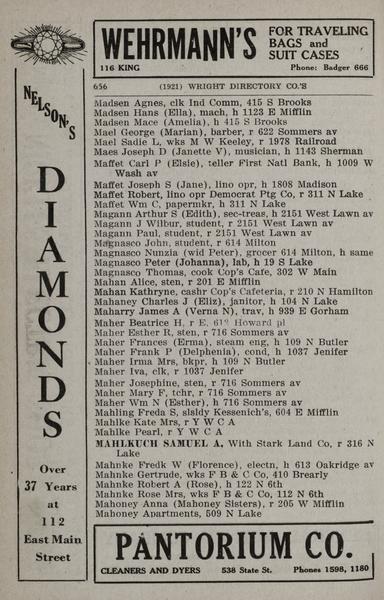 WEHRMANN'S
FOR TRAVELING
BAGS and
SUIT CASES
116 KING
Phone: Badger 666
656 (1921) WRIGHT DIRECTORY CO.'S
NELSON'S
DIAMONDS
Over
37 Years
at
112
East Main
Street
Madsen Agnes, clk Ind Comm, 415 S Brooks
Madsen Hans (Ella), mach, h 1123 E Mifflin
Madsen Mace (Amelia), h 415 S Brooks
Mael George (Marian), barber, r 622 Sommers av
Mael Sadie L, wks M W Keeley, r 1978 Railroad
Maes Joseph D (Janette V), musician, h 1143 Sherman
Maffet Carl P (Elsie), teller First Natl Bank, h 1009 W
Wash av
Maffet Joseph S (Jane), lino opr, h 1808 Madison
Maffet Robert, lino opr Democrat Ptg Co, r 311 N Lake
Maffet Wm C, papermkr, h 311 N Lake
Magann Arthur S (Edith), sec-treas, h 2151 West Lawn av
Magann J Wilbur, student, r 2151 West Lawn av
Magann Paul, student, r 2151 West Lawn av
Magnasco John, student, r 614 Milton
Magnasco Nunzia (wid Peter), grocer 614 Milton, h same
Magnasco Peter (Johanna), lab, h 19 S Lake
Magnasco Thomas, cook Cop's Cafe, 302 W Main
Mahan Alice, sten, r 201 E Mifflin
Mahan Kathryne, cashr Cop's Cafeteria, r 210 N Hamilton
Mahaney Charles J (Eliz), janitor, h 104 N Lake
Maharry James A (Verna N), trav, h 939 E Gorham
Maher Beatrice H, r E, Howard pl
Maher Esther R, sten, r 716 Sommers av
Maher Frances (Erma), steam eng, h 109 N Butler
Maher Frank P (Delphenia), cond, h 1037 Jenifer
Maher Irma Mrs, bkpr, h 109 N Butler
Maher Iva, clk, r 1037 Jenifer
Maher Josephine, sten, r 716 Sommers av
Maher Mary F, tchr, r 716 Sommers av
Maher Wm N (Esther), h 716 Sommers av
Mahling Freda S, slsldy Kessenich's, 604 E Mifflin
Mahlke Kate Mrs, r Y W C A
Mahlke Pearl, r Y W C A
MAHLKUCH SAMUEL A, With Stark Land Co, r 316 N
Lake
Mahnke Fredk W (Florence), electn, h 613 Oakridge av
Mahnke Gertrude, wks F B & C Co, 410 Brearly
Mahnke Robert A (Rose), h 122 N 6th
Mahnke Rose Mrs, wks F B & C Co, 112 N 6th
Mahoney Anna (Mahoney Sisters), r 205 W Mifflin
Mahoney Apartments, 509 N Lake
PANTORIUM CO.
CLEANERS AND DYERS 538 State St. Phones 1598, 1180